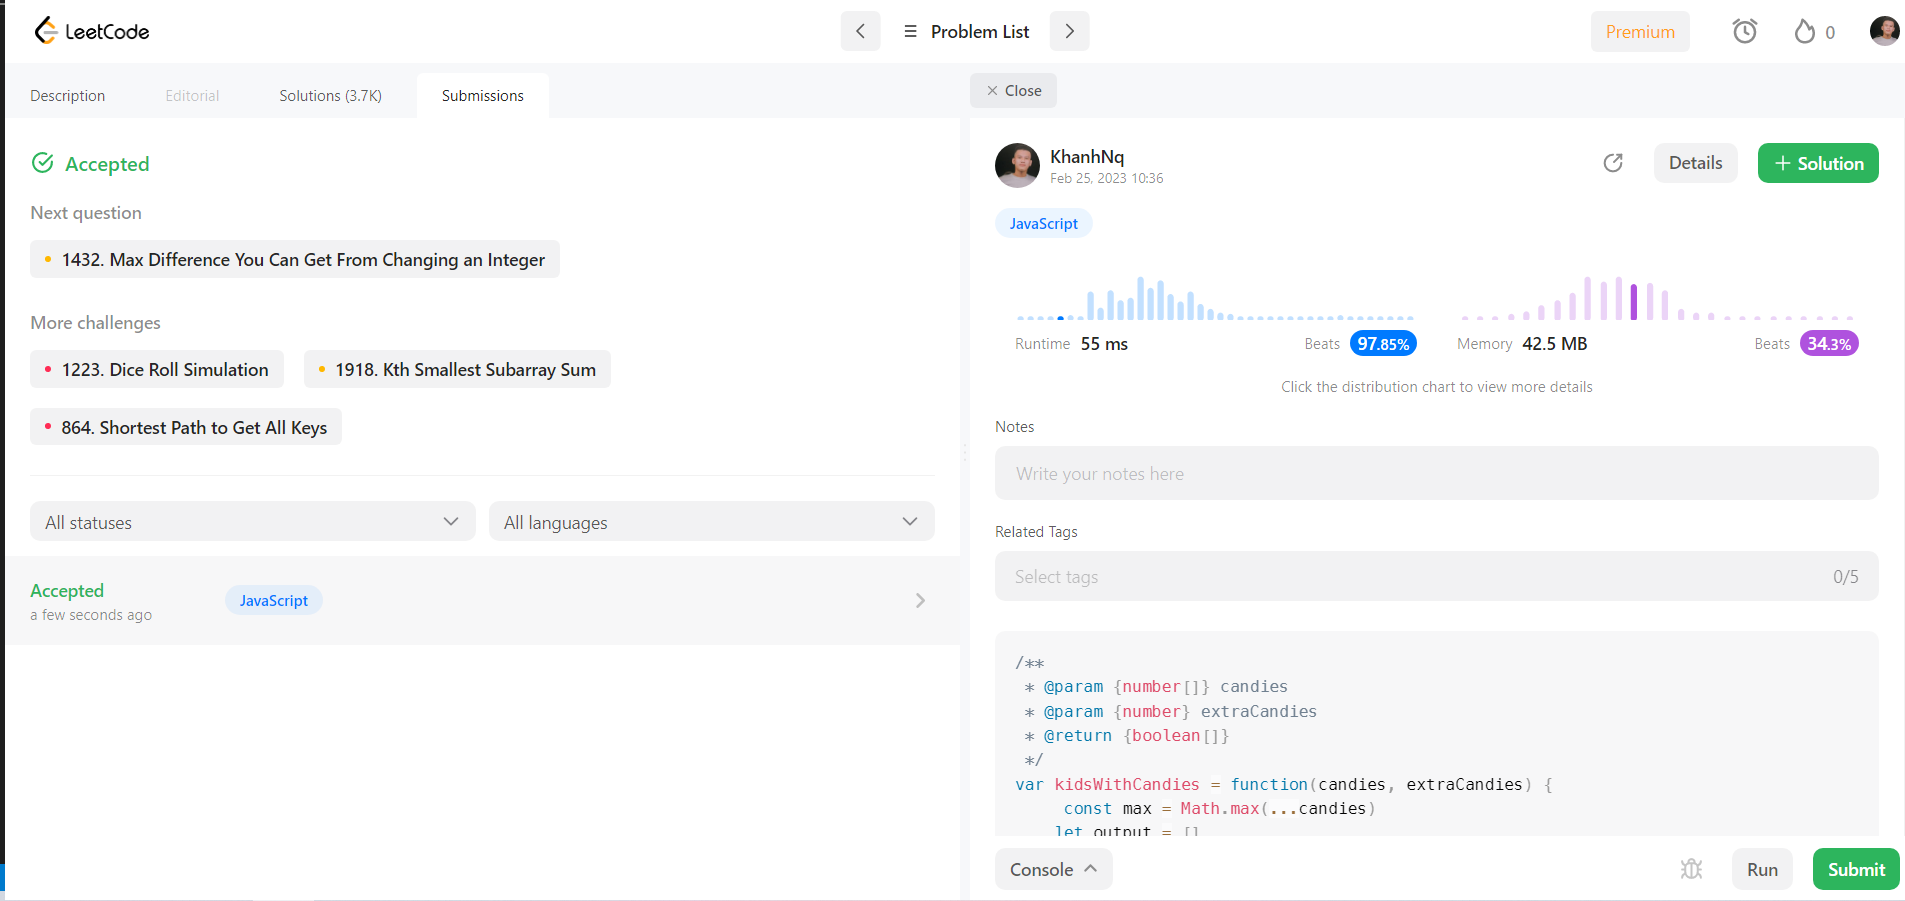 LeetCode
Problem List
Premium
0
Description
Editorial
Solutions (3.7K)
Submissions
Accepted
Next question
1432. Max Difference You Can Get From Changing an Integer
More challenges
1223. Dice Roll Simulation
1918. Kth Smallest Subarray Sum
864. Shortest Path to Get All Keys
All statuses
All languages
Accepted
a few seconds ago
JavaScript
Close
KhanhNq
Feb 25, 2023 10:36
Details
+ Solution
JavaScript
Runtime 55 ms
Beats 97.85%
Memory 42.5 MB
Beats 34.3%
Click the distribution chart to view more details
Notes
Write your notes here
Related Tags
Select tags
0/5
/**
* @param {number[]} candies
* @param {number} extraCandies
* @return {boolean[]}
*/
var kidsWithCandies = function(candies, extraCandies) {
const max = Math.max(...candies)
let output = []
Console
Run
Submit